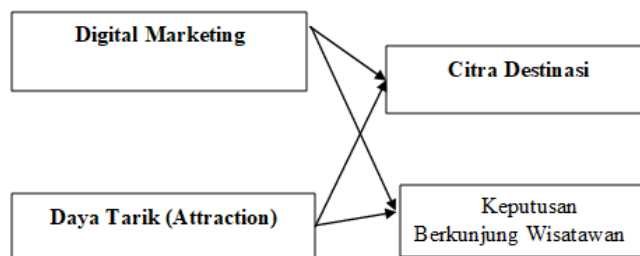 Digital Marketing
Citra Destinasi
Daya Tarik (Attraction)
Keputusan
Berkunjung Wisatawan